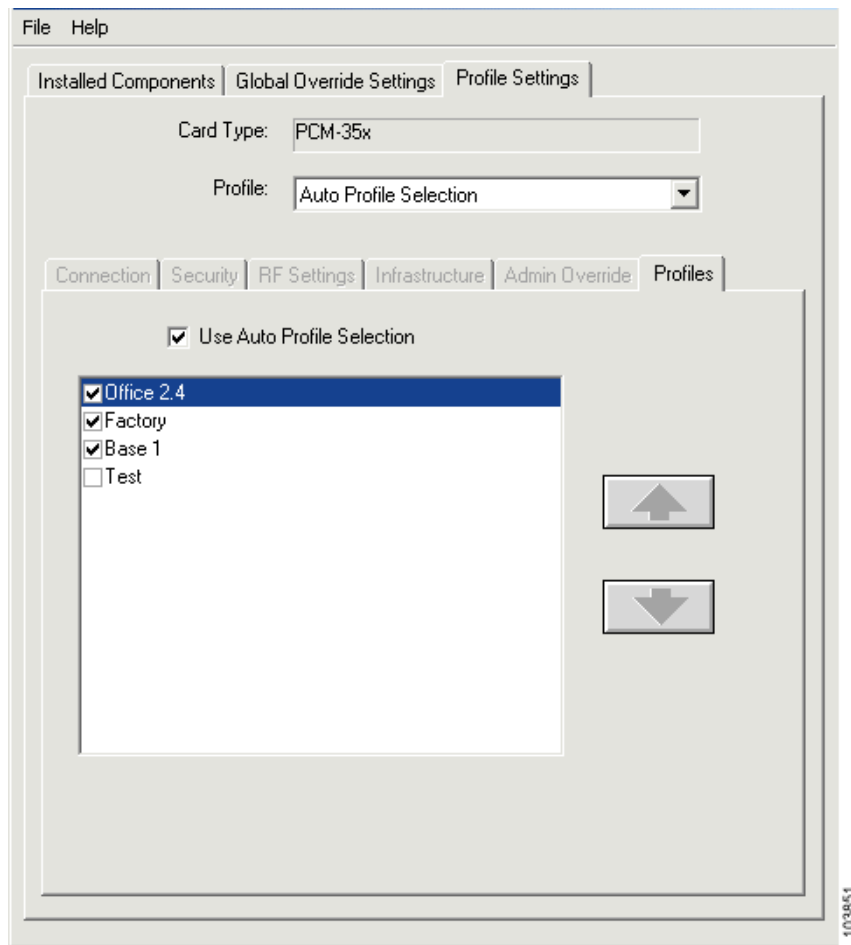 File Help
Installed Components Global Override Settings Profile Settings
Card Type: PCM-35x
Profile: Auto Profile Selection
Connection Security RF Settings Infrastructure Admin Override Profiles
Use Auto Profile Selection
Office 2.4
Factory
Base 1
Test
103851